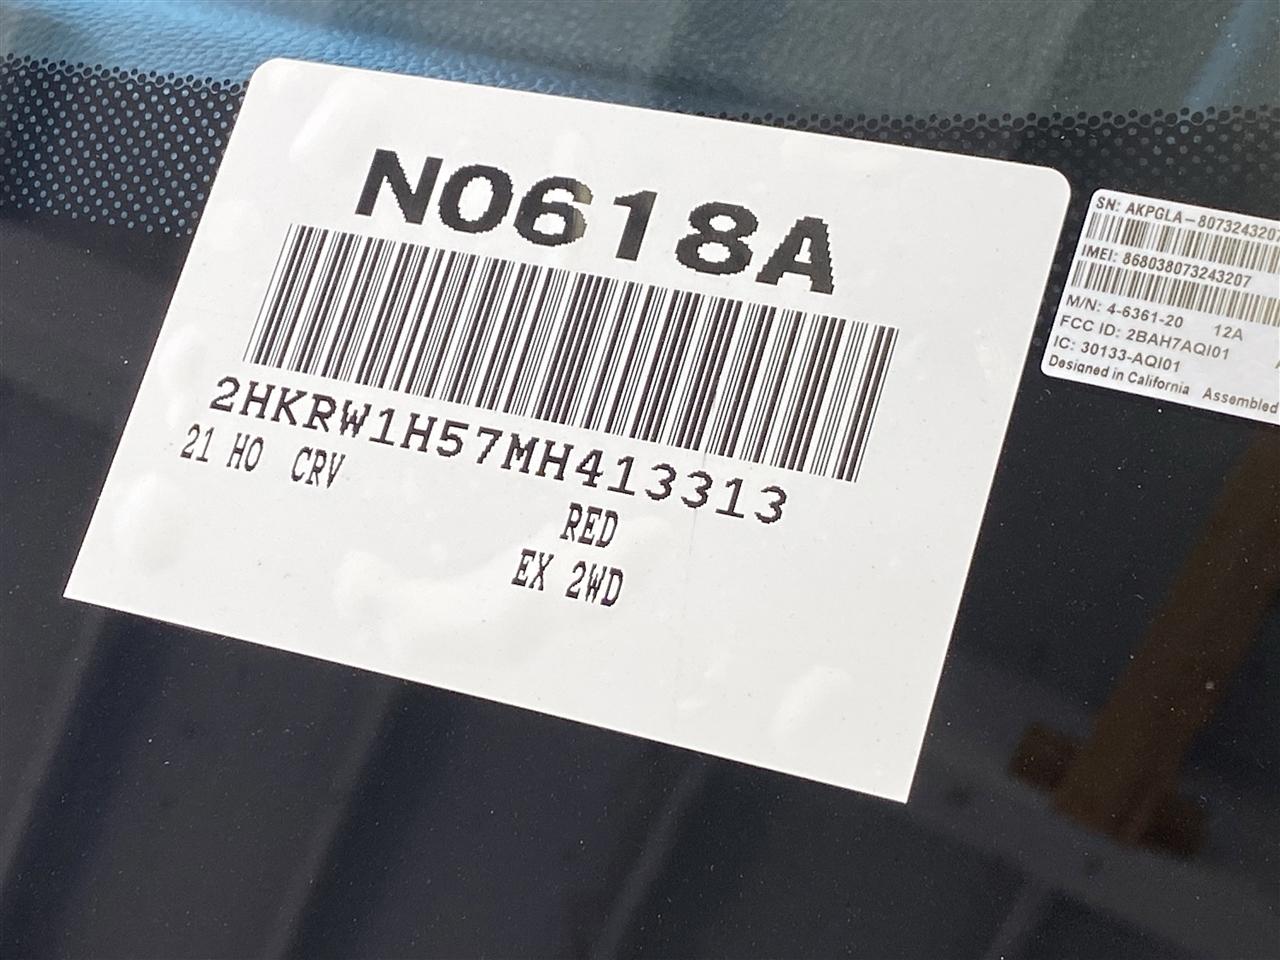 N0618A
2HKRW1H57MH413313
21 HO CRV
RED
EX 2WD
SN: AKPGLA-8073243207
IMEI: 868038073243207
M/N: 4-6361-20 12A
FCC ID: 2BAH7AQI01
IC: 30133-AQI01
Designed in California Assembled